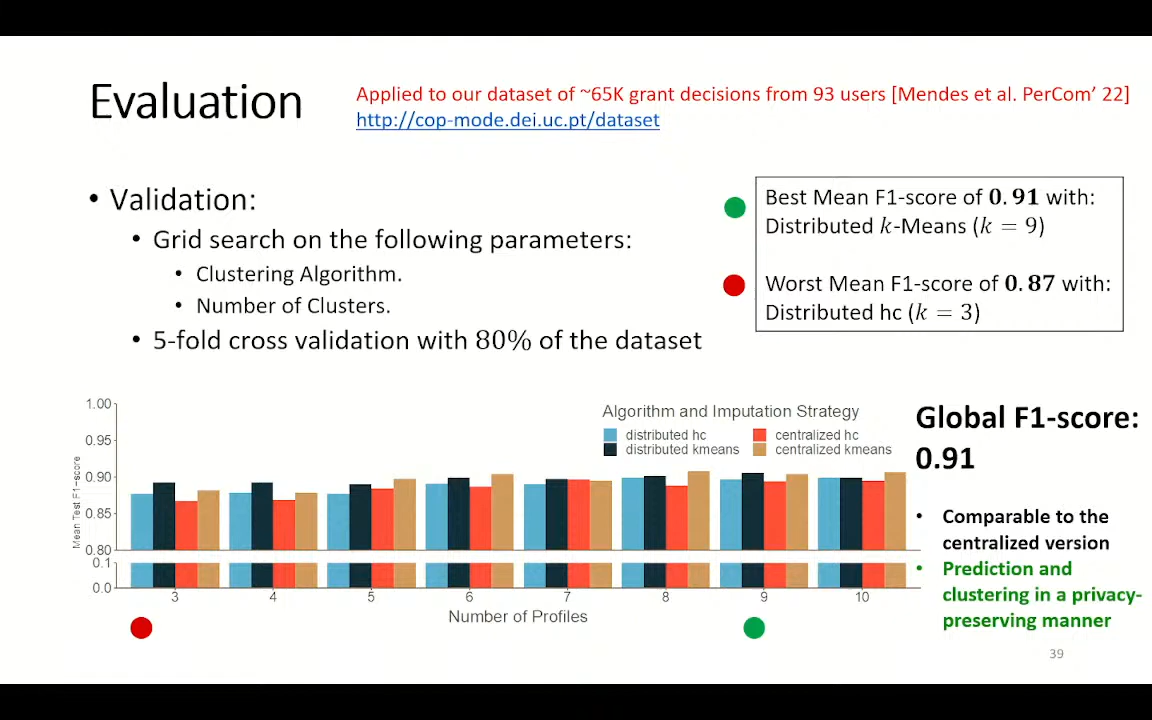 Evaluation
Applied to our dataset of ~65K grant decisions from 93 users [Mendes et al. PerCom' 22]
http://cop-mode.dei.uc.pt/dataset
• Validation:
• Grid search on the following parameters:
• Clustering Algorithm.
• Number of Clusters.
• 5-fold cross validation with 80% of the dataset
Best Mean F1-score of 0.91 with:
Distributed k-Means (k = 9)
Worst Mean F1-score of 0.87 with:
Distributed hc (k = 3)
Algorithm and Imputation Strategy
distributed hc
centralized hc
distributed kmeans
centralized kmeans
Mean Test F1-score
1.00
0.95
0.90
0.85
0.80
0.1
0.0
3 4 5 6 7 8 9 10
Number of Profiles
Global F1-score:
0.91
• Comparable to the
centralized version
• Prediction and
clustering in a privacy-
preserving manner
39